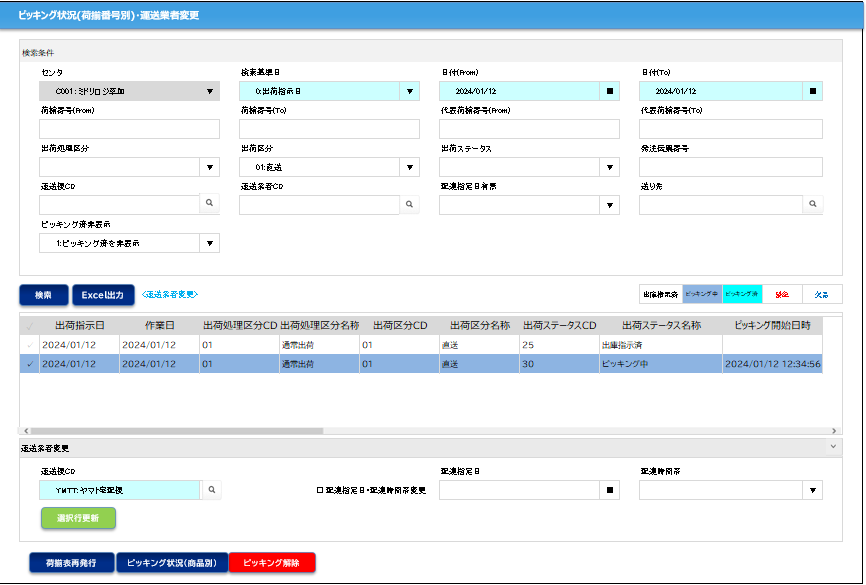 ピッキング状況(荷揃番号別)・運送業者変更
検索条件
センタ 検索基準日 日付(From) 日付(To)
C001:ミドリロジ草加 0:出荷指示日 2024/01/12 2024/01/12
荷揃番号(From) 荷揃番号(To) 代表荷揃番号(From) 代表荷揃番号(To)
出荷処理区分 出荷区分 出荷ステータス 発注伝票番号
01:直送
運送便CD 運送業者CD 配達指定日有無 送り先
ピッキング済非表示
1:ピッキング済を非表示
検索 Excel出力 <運送業者変更> 出庫指示済 ピッキング中 ピッキング済 欠品
出荷指示日 作業日 出荷処理区分CD 出荷処理区分名称 出荷区分CD 出荷区分名称 出荷ステータスCD 出荷ステータス名称 ピッキング開始日時
2024/01/12 2024/01/12 01 通常出荷 01 直送 25 出庫指示済
2024/01/12 2024/01/12 01 通常出荷 01 直送 30 ピッキング中 2024/01/12 12:34:56
運送業者変更
運送便CD 配達指定日 配達時間帯
YMTT:ヤマト宅配便 配達指定日・配達時間帯変更
選択行更新
荷揃表再発行 ピッキング状況(商品別) ピッキング解除